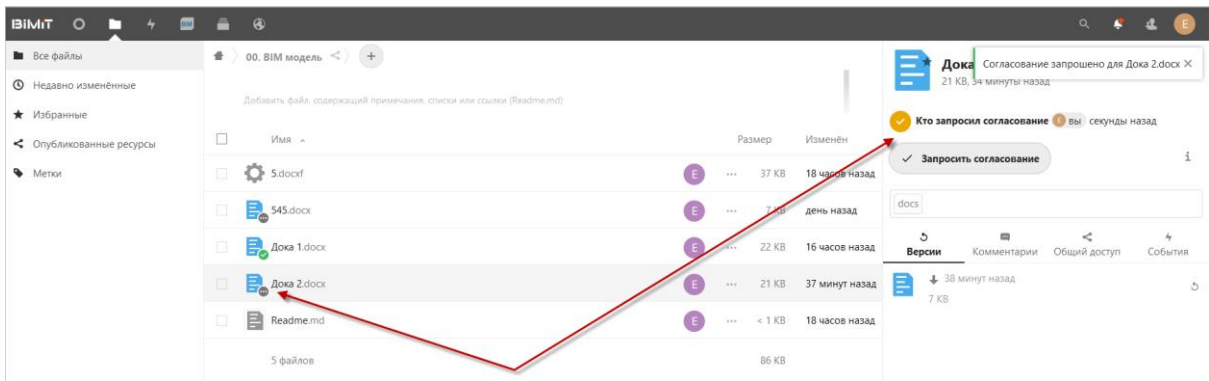 BIMIT
BIM
E
Все файлы
Недавно изменённые
Избранные
Опубликованные ресурсы
Метки
00. BIM модель
+
Добавить файл, содержащий примечания, списки или ссылки (Readme.md)
Имя Размер Изменён
5.docxf E ... 37 KB 18 часов назад
545.docx E ... 7 KB день назад
Дока 1.docx E ... 22 KB 16 часов назад
Дока 2.docx E ... 21 KB 37 минут назад
Readme.md E ... < 1 KB 18 часов назад
5 файлов 86 KB
Дока
Согласование запрошено для Дока 2.docx ×
21 KB, 34 минуты назад
Кто запросил согласование E вы секунды назад
Запросить согласование i
docs
Версии Комментарии Общий доступ События
38 минут назад
7 KB